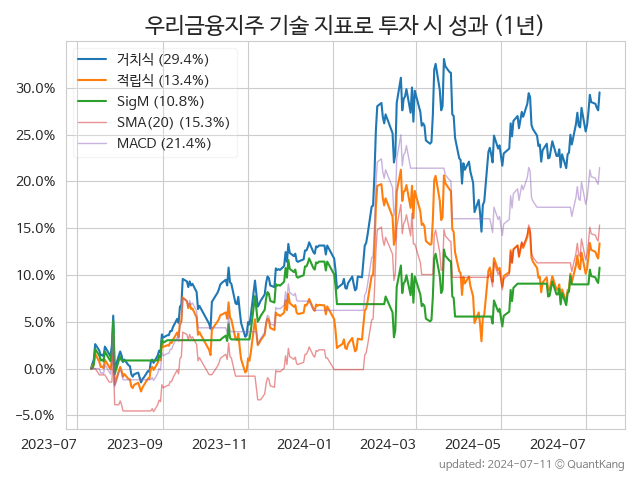 우리금융지주 기술 지표로 투자 시 성과 (1년)
거치식 (29.4%)
적립식 (13.4%)
SigM (10.8%)
SMA(20) (15.3%)
MACD (21.4%)
30.0%
25.0%
20.0%
15.0%
10.0%
5.0%
0.0%
−5.0%
2023-07
2023-09
2023-11
2024-01
2024-03
2024-05
2024-07
updated: 2024-07-11 © QuantKang